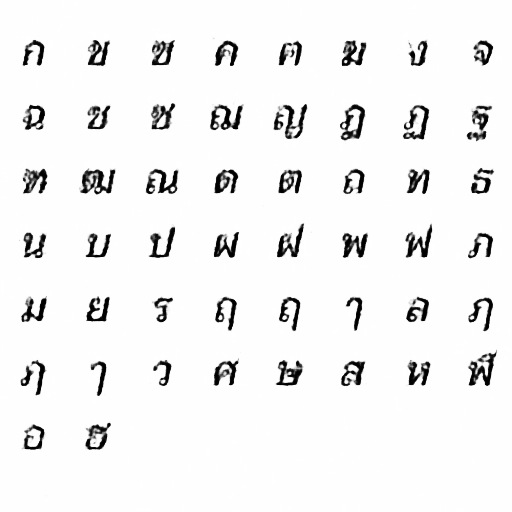 ก ข ฃ ค ฅ ฆ ง จ
ฉ ช ซ ฌ ญ ฎ ฏ ฐ
ฑ ฒ ณ ด ต ถ ท ธ
น บ ป ผ ฝ พ ฟ ภ
ม ย ร ฤ ฤ ๅ ล ฦ
ฦ ๅ ว ศ ษ ส ห ฬ
อ ฮ